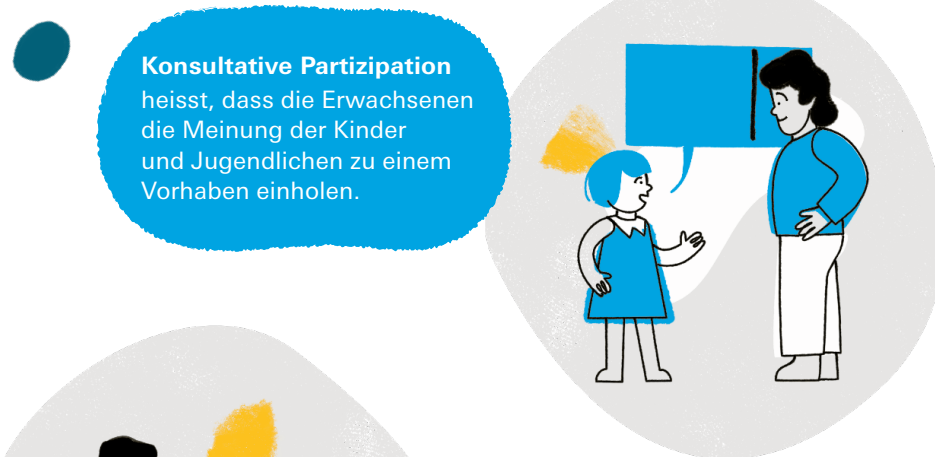 Konsultative Partizipation
heisst, dass die Erwachsenen
die Meinung der Kinder
und Jugendlichen zu einem
Vorhaben einholen.